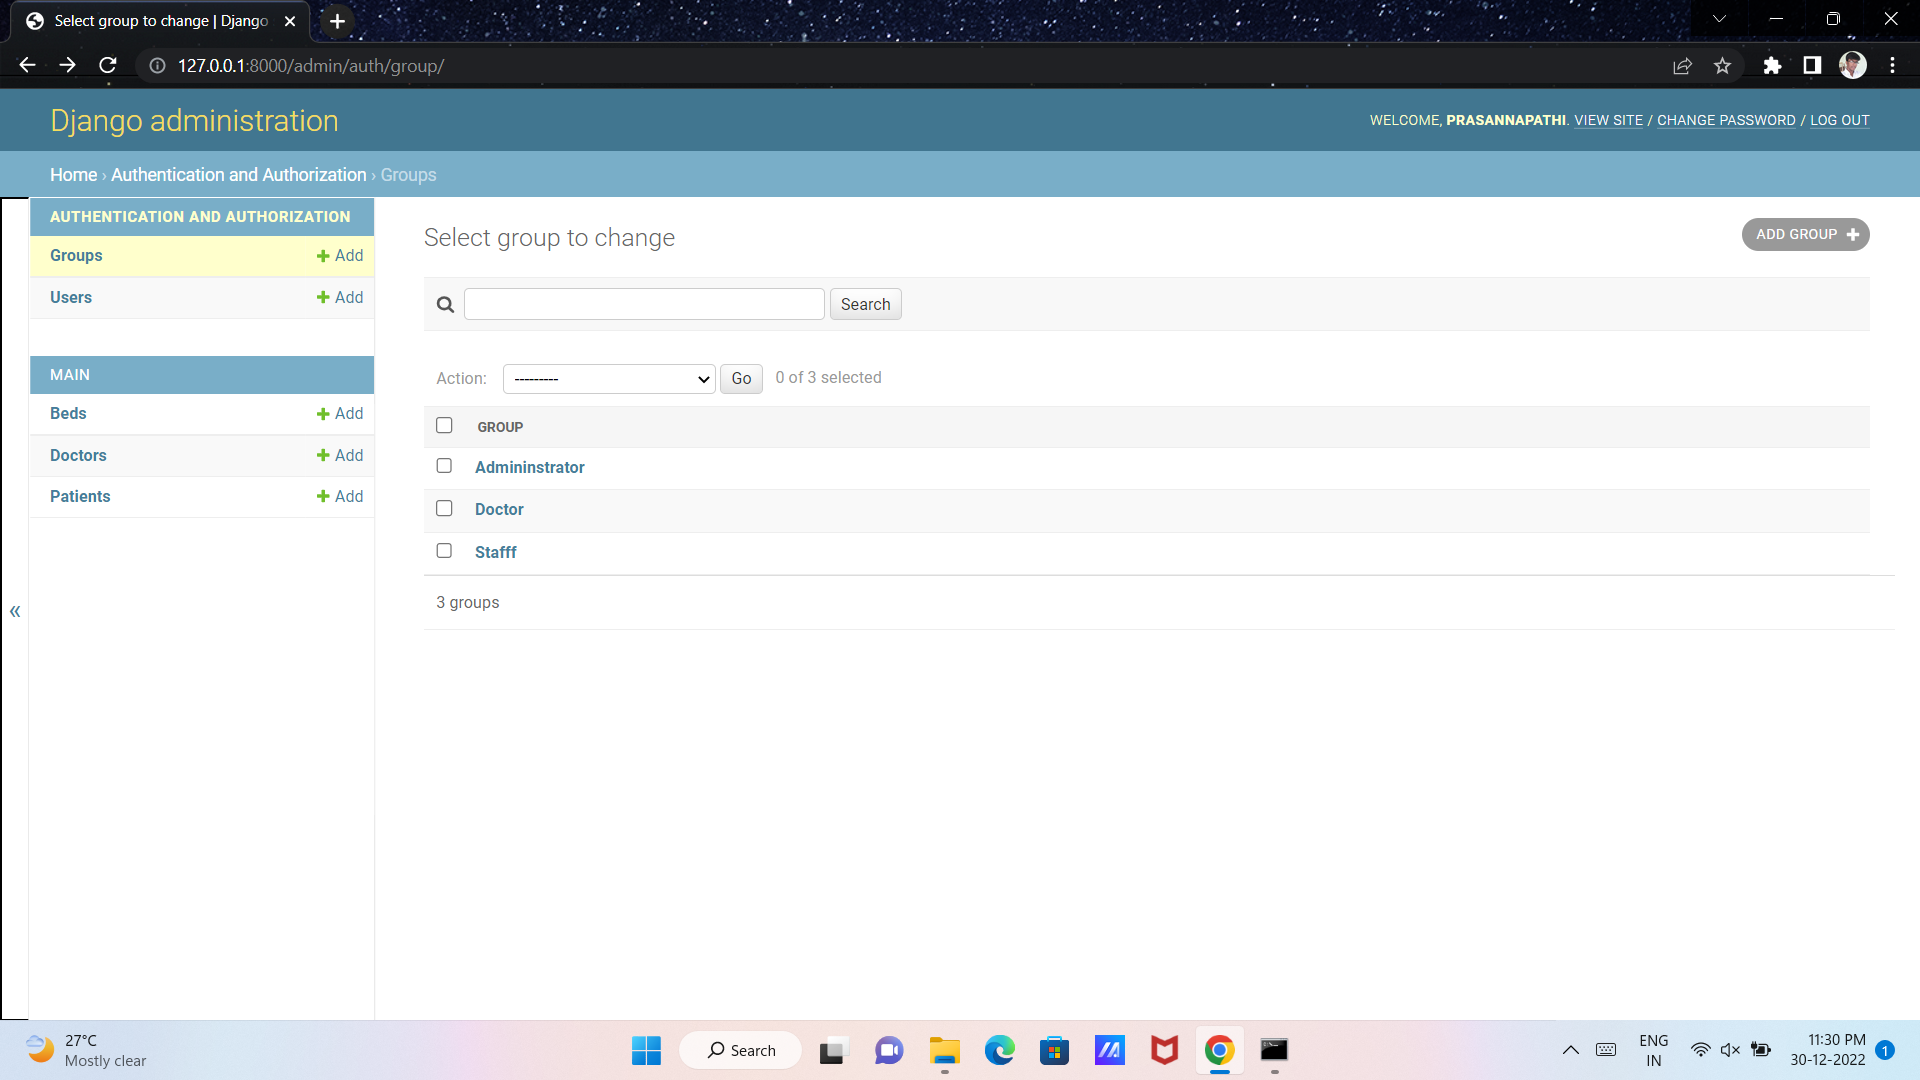 Select group to change | Django
127.0.0.1:8000/admin/auth/group/
Django administration
WELCOME, PRASANNAPATHI. VIEW SITE / CHANGE PASSWORD / LOG OUT
Home › Authentication and Authorization › Groups
AUTHENTICATION AND AUTHORIZATION
Groups + Add
Users + Add
MAIN
Beds + Add
Doctors + Add
Patients + Add
«
Select group to change
ADD GROUP +
Search
Action: --------- Go 0 of 3 selected
GROUP
Admininstrator
Doctor
Stafff
3 groups
27°C
Mostly clear
Search
ENG
IN
11:30 PM
30-12-2022
1